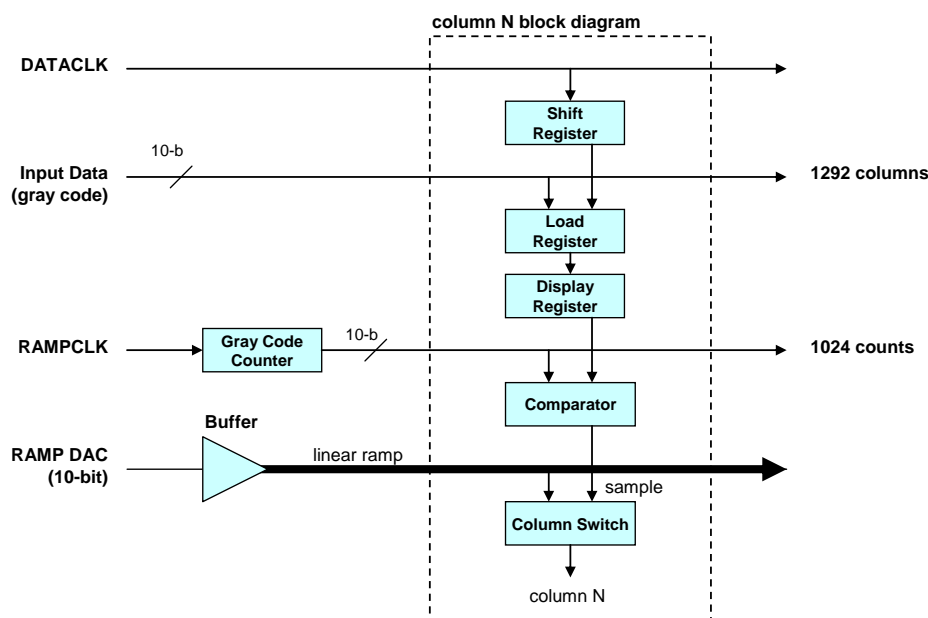 column N block diagram
DATACLK
Shift
Register
10-b
Input Data
(gray code)
1292 columns
Load
Register
Display
Register
10-b
RAMPCLK
Gray Code
Counter
1024 counts
Comparator
Buffer
RAMP DAC
(10-bit)
linear ramp
sample
Column Switch
column N